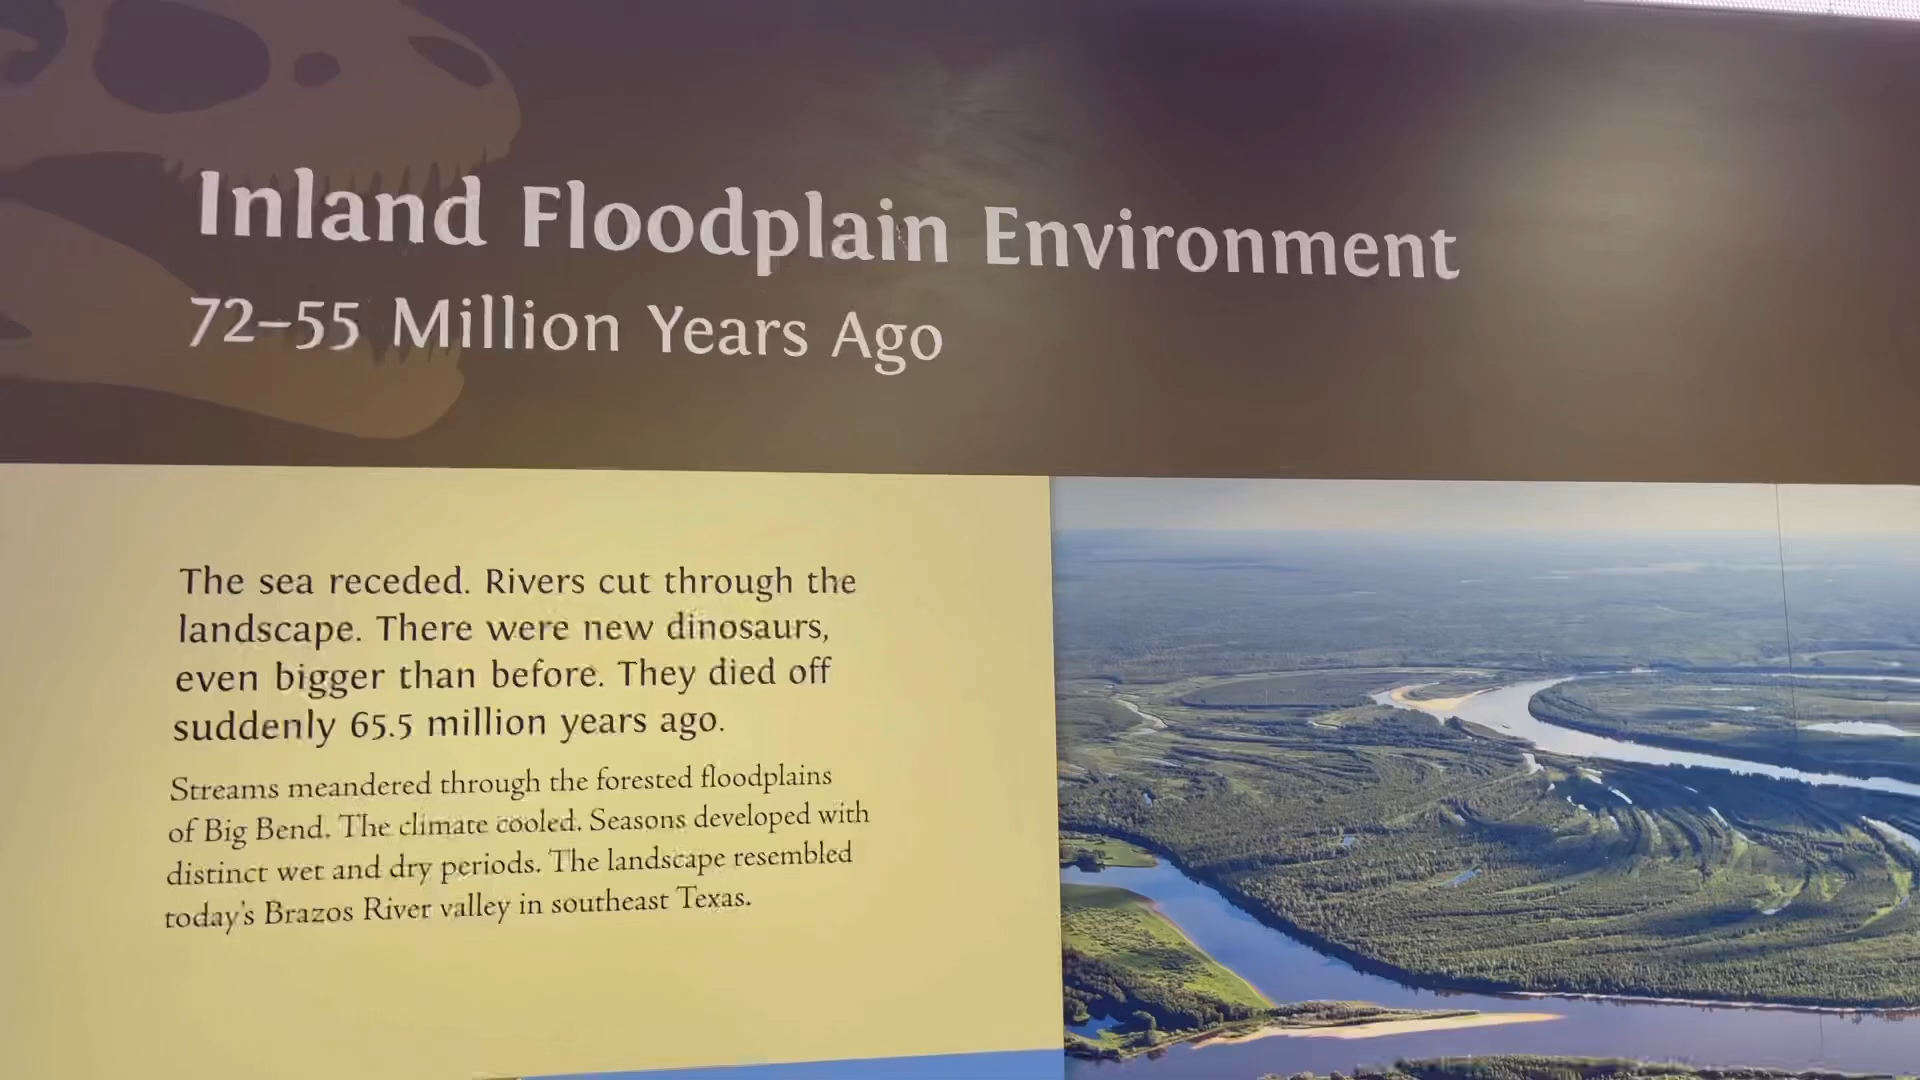 Inland Floodplain Environment
72–55 Million Years Ago
The sea receded. Rivers cut through the
landscape. There were new dinosaurs,
even bigger than before. They died off
suddenly 65.5 million years ago.
Streams meandered through the forested floodplains
of Big Bend. The climate cooled. Seasons developed with
distinct wet and dry periods. The landscape resembled
today's Brazos River valley in southeast Texas.